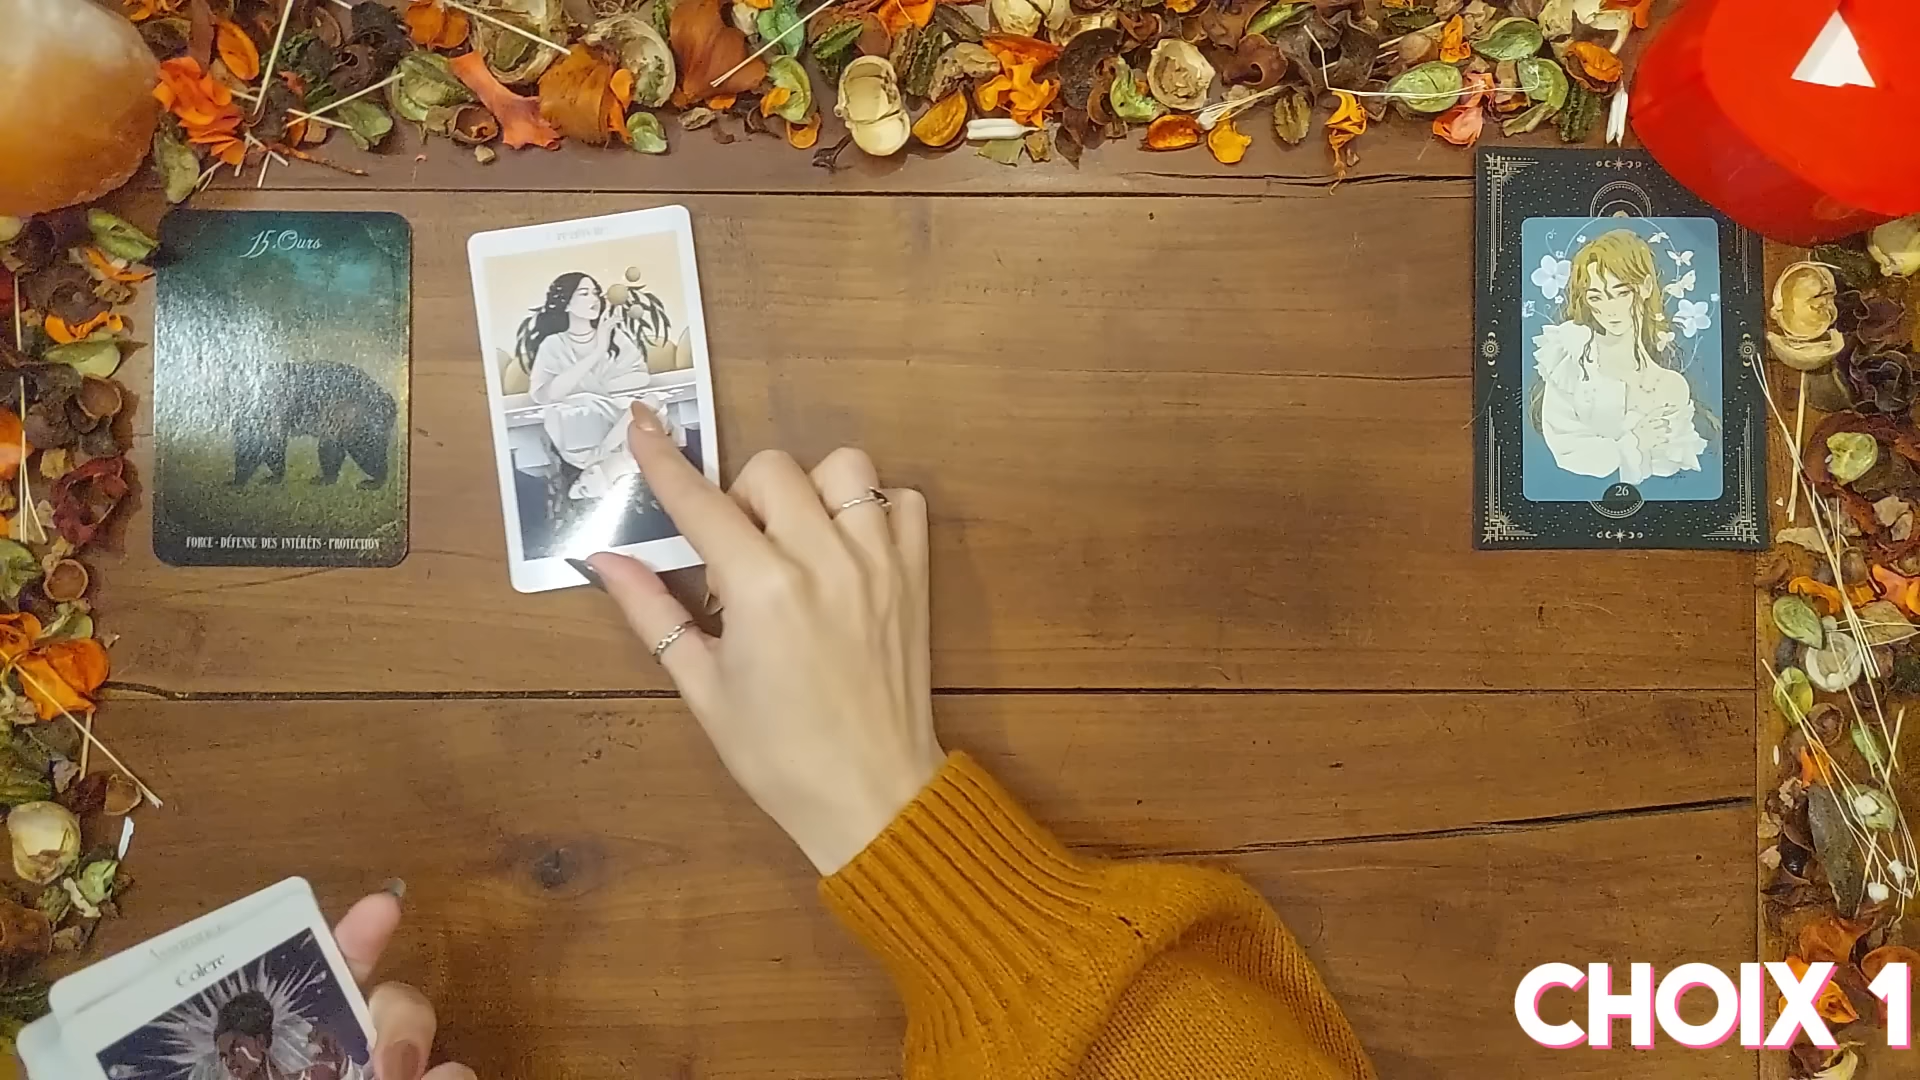 15. Ours
FORCE • DÉFENSE DES INTÉRÊTS • PROTECTION
26
Colère
CHOIX 1